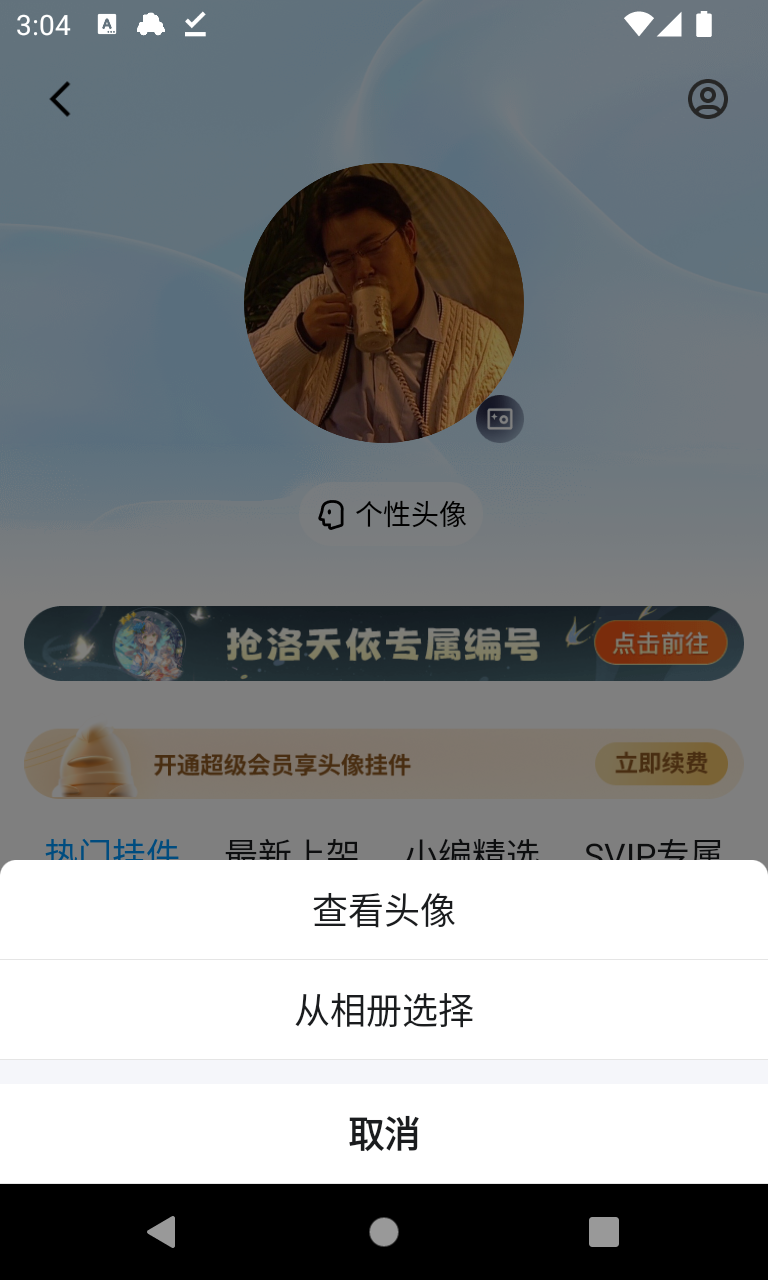 3:04
个性头像
抢洛天依专属编号
点击前往
开通超级会员享头像挂件
立即续费
热门挂件 最新上架 小编精选 SVIP专属
查看头像
从相册选择
取消